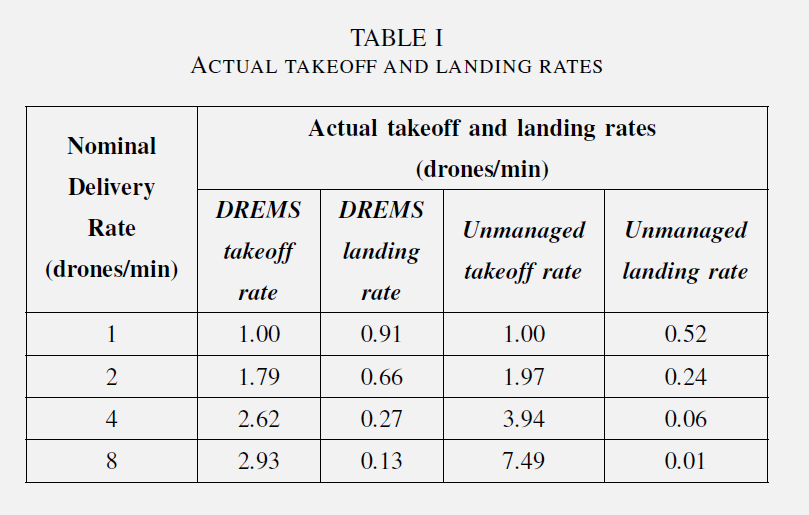 TABLE I
ACTUAL TAKEOFF AND LANDING RATES
Nominal
Delivery
Rate
(drones/min)
Actual takeoff and landing rates
(drones/min)
DREMS
takeoff
rate
DREMS
landing
rate
Unmanaged
takeoff rate
Unmanaged
landing rate
1 1.00 0.91 1.00 0.52
2 1.79 0.66 1.97 0.24
4 2.62 0.27 3.94 0.06
8 2.93 0.13 7.49 0.01